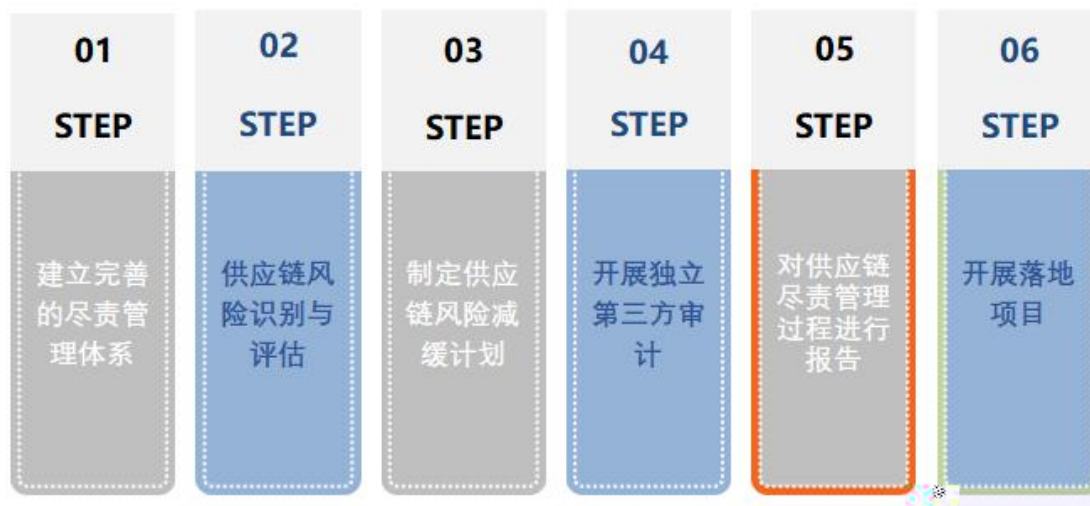 01
STEP
建立完善
的尽责管
理体系
02
STEP
供应链风
险识别与
评估
03
STEP
制定供应
链风险减
缓计划
04
STEP
开展独立
第三方审
计
05
STEP
对供应链
尽责管理
过程进行
报告
06
STEP
开展落地
项目